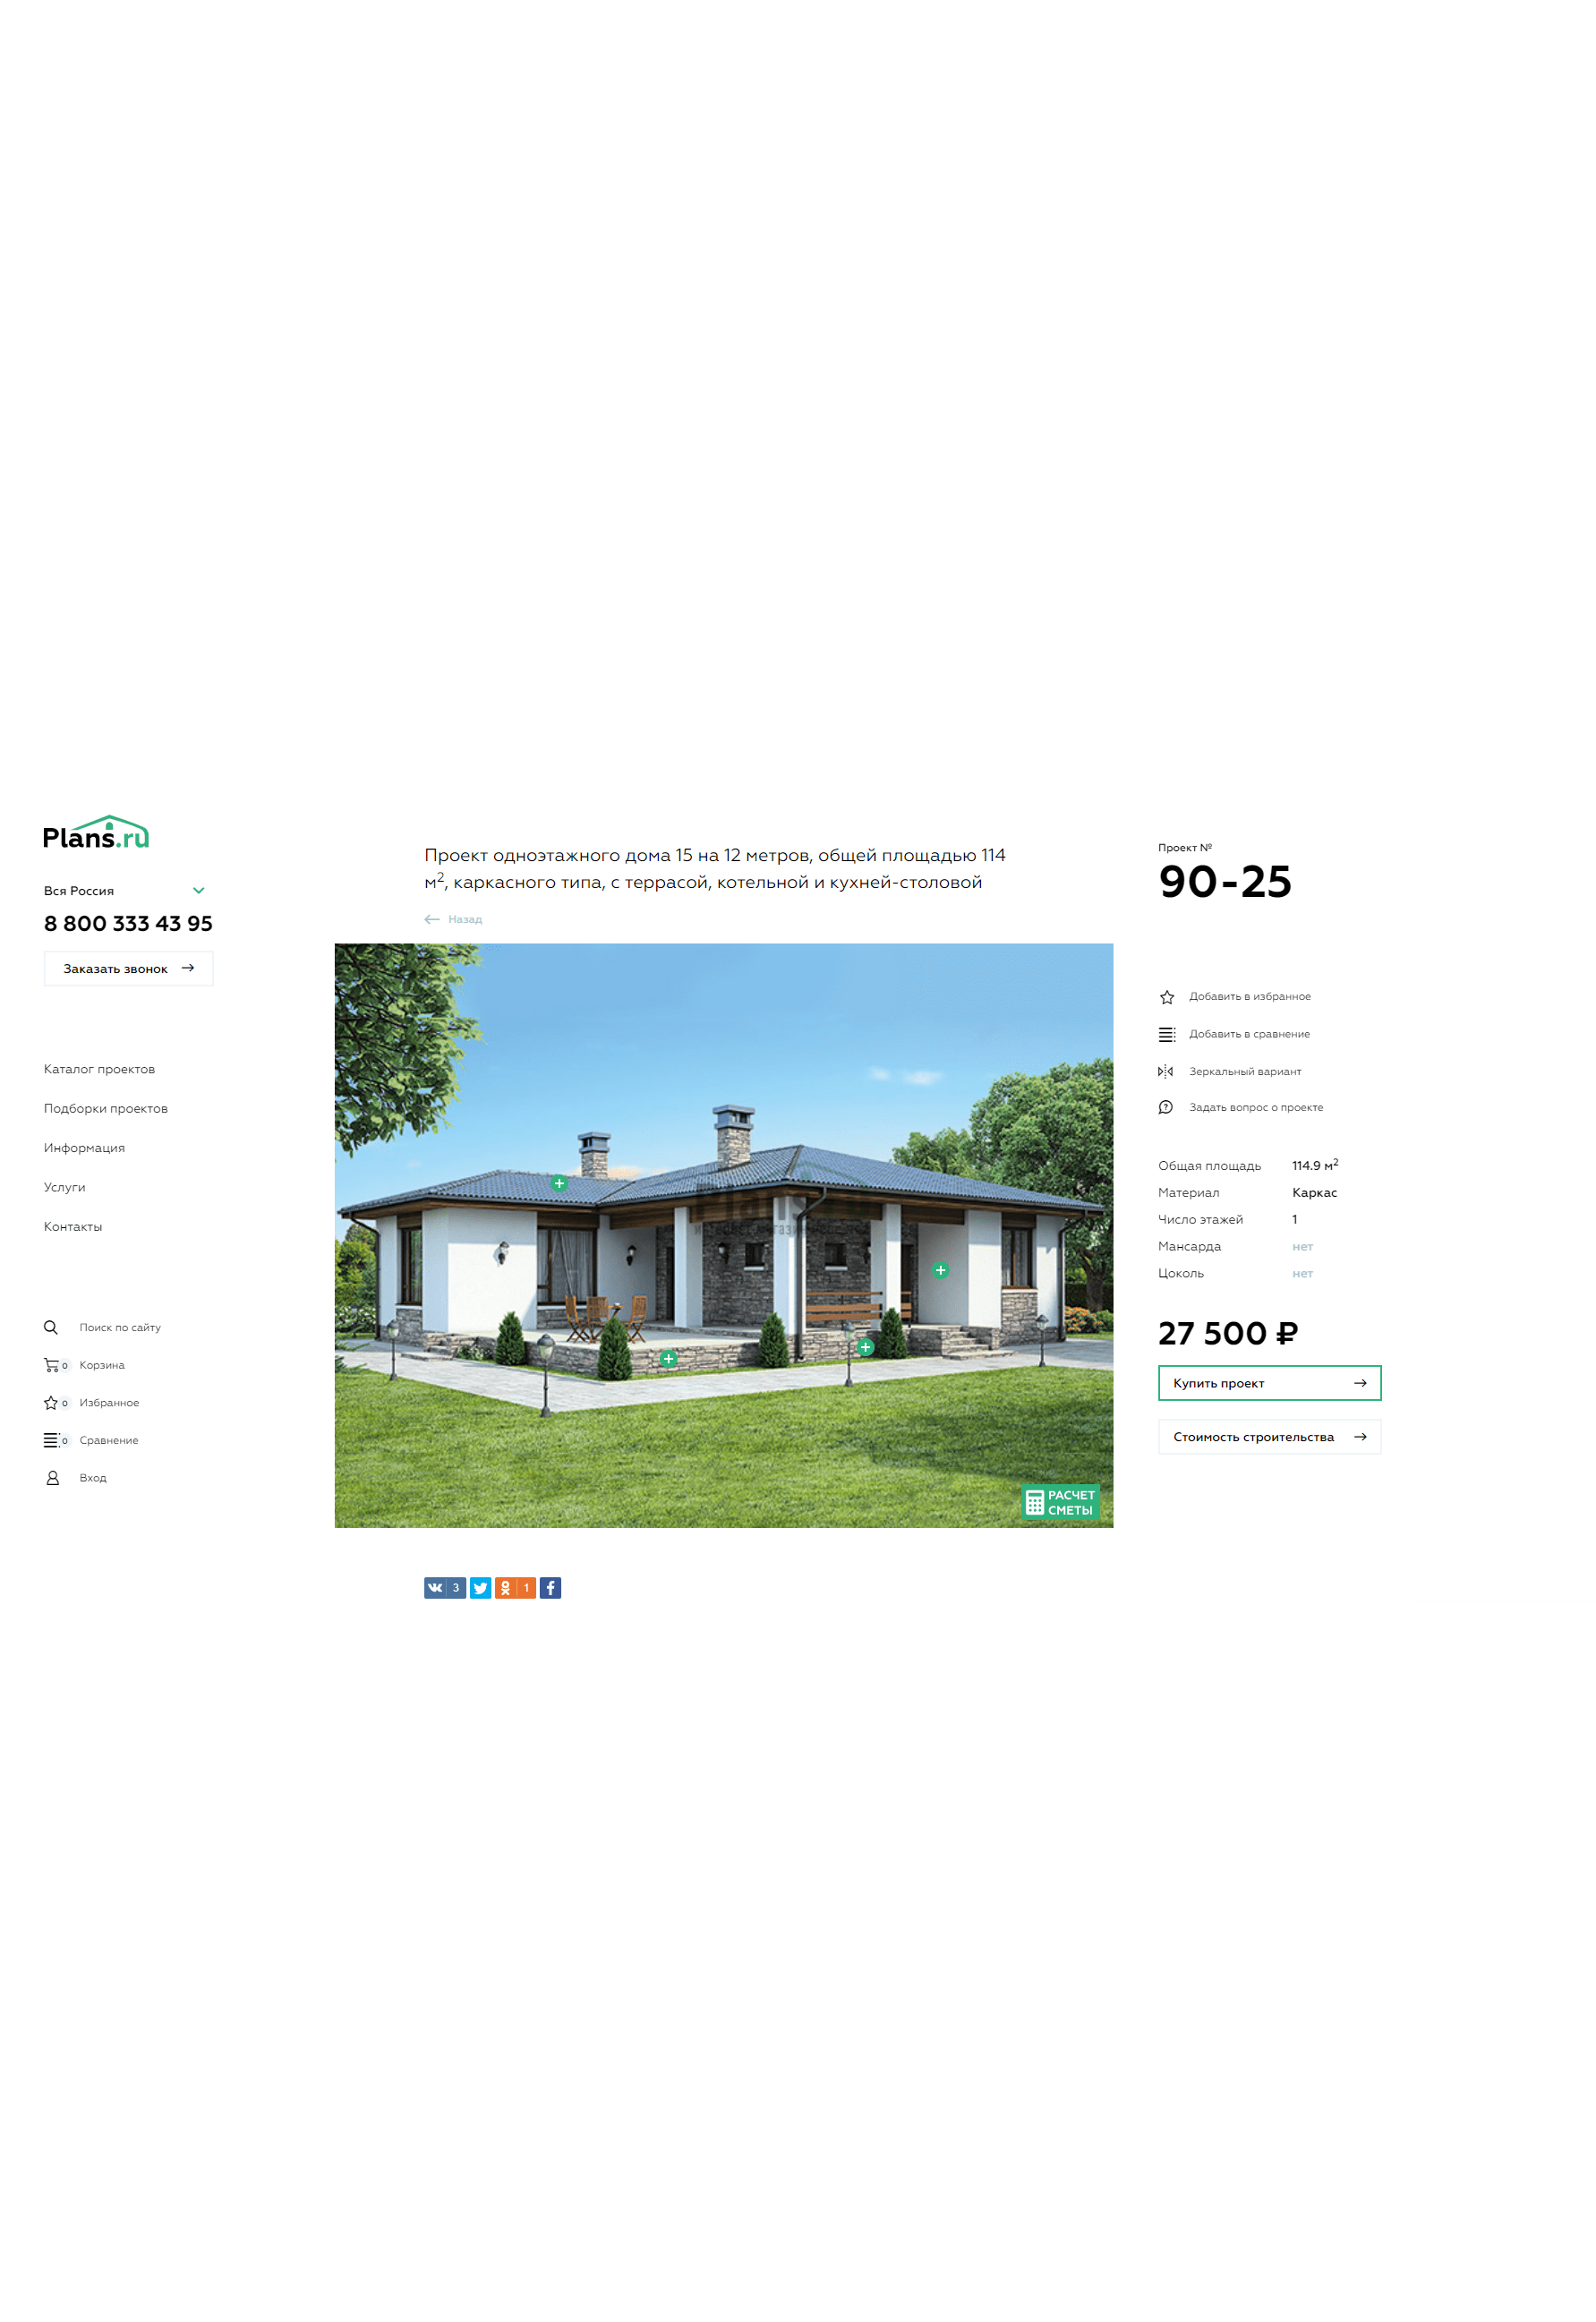 Plans.ru
Вся Россия
8 800 333 43 95
Заказать звонок
Каталог проектов
Подборки проектов
Информация
Услуги
Контакты
Поиск по сайту
0 Корзина
0 Избранное
0 Сравнение
Вход
Проект одноэтажного дома 15 на 12 метров, общей площадью 114
м², каркасного типа, с террасой, котельной и кухней-столовой
Назад
РАСЧЕТ
СМЕТЫ
3
1
Проект №
90-25
Добавить в избранное
Добавить в сравнение
Зеркальный вариант
Задать вопрос о проекте
Общая площадь 114.9 м²
Материал Каркас
Число этажей 1
Мансарда нет
Цоколь нет
27 500 ₽
Купить проект
Стоимость строительства